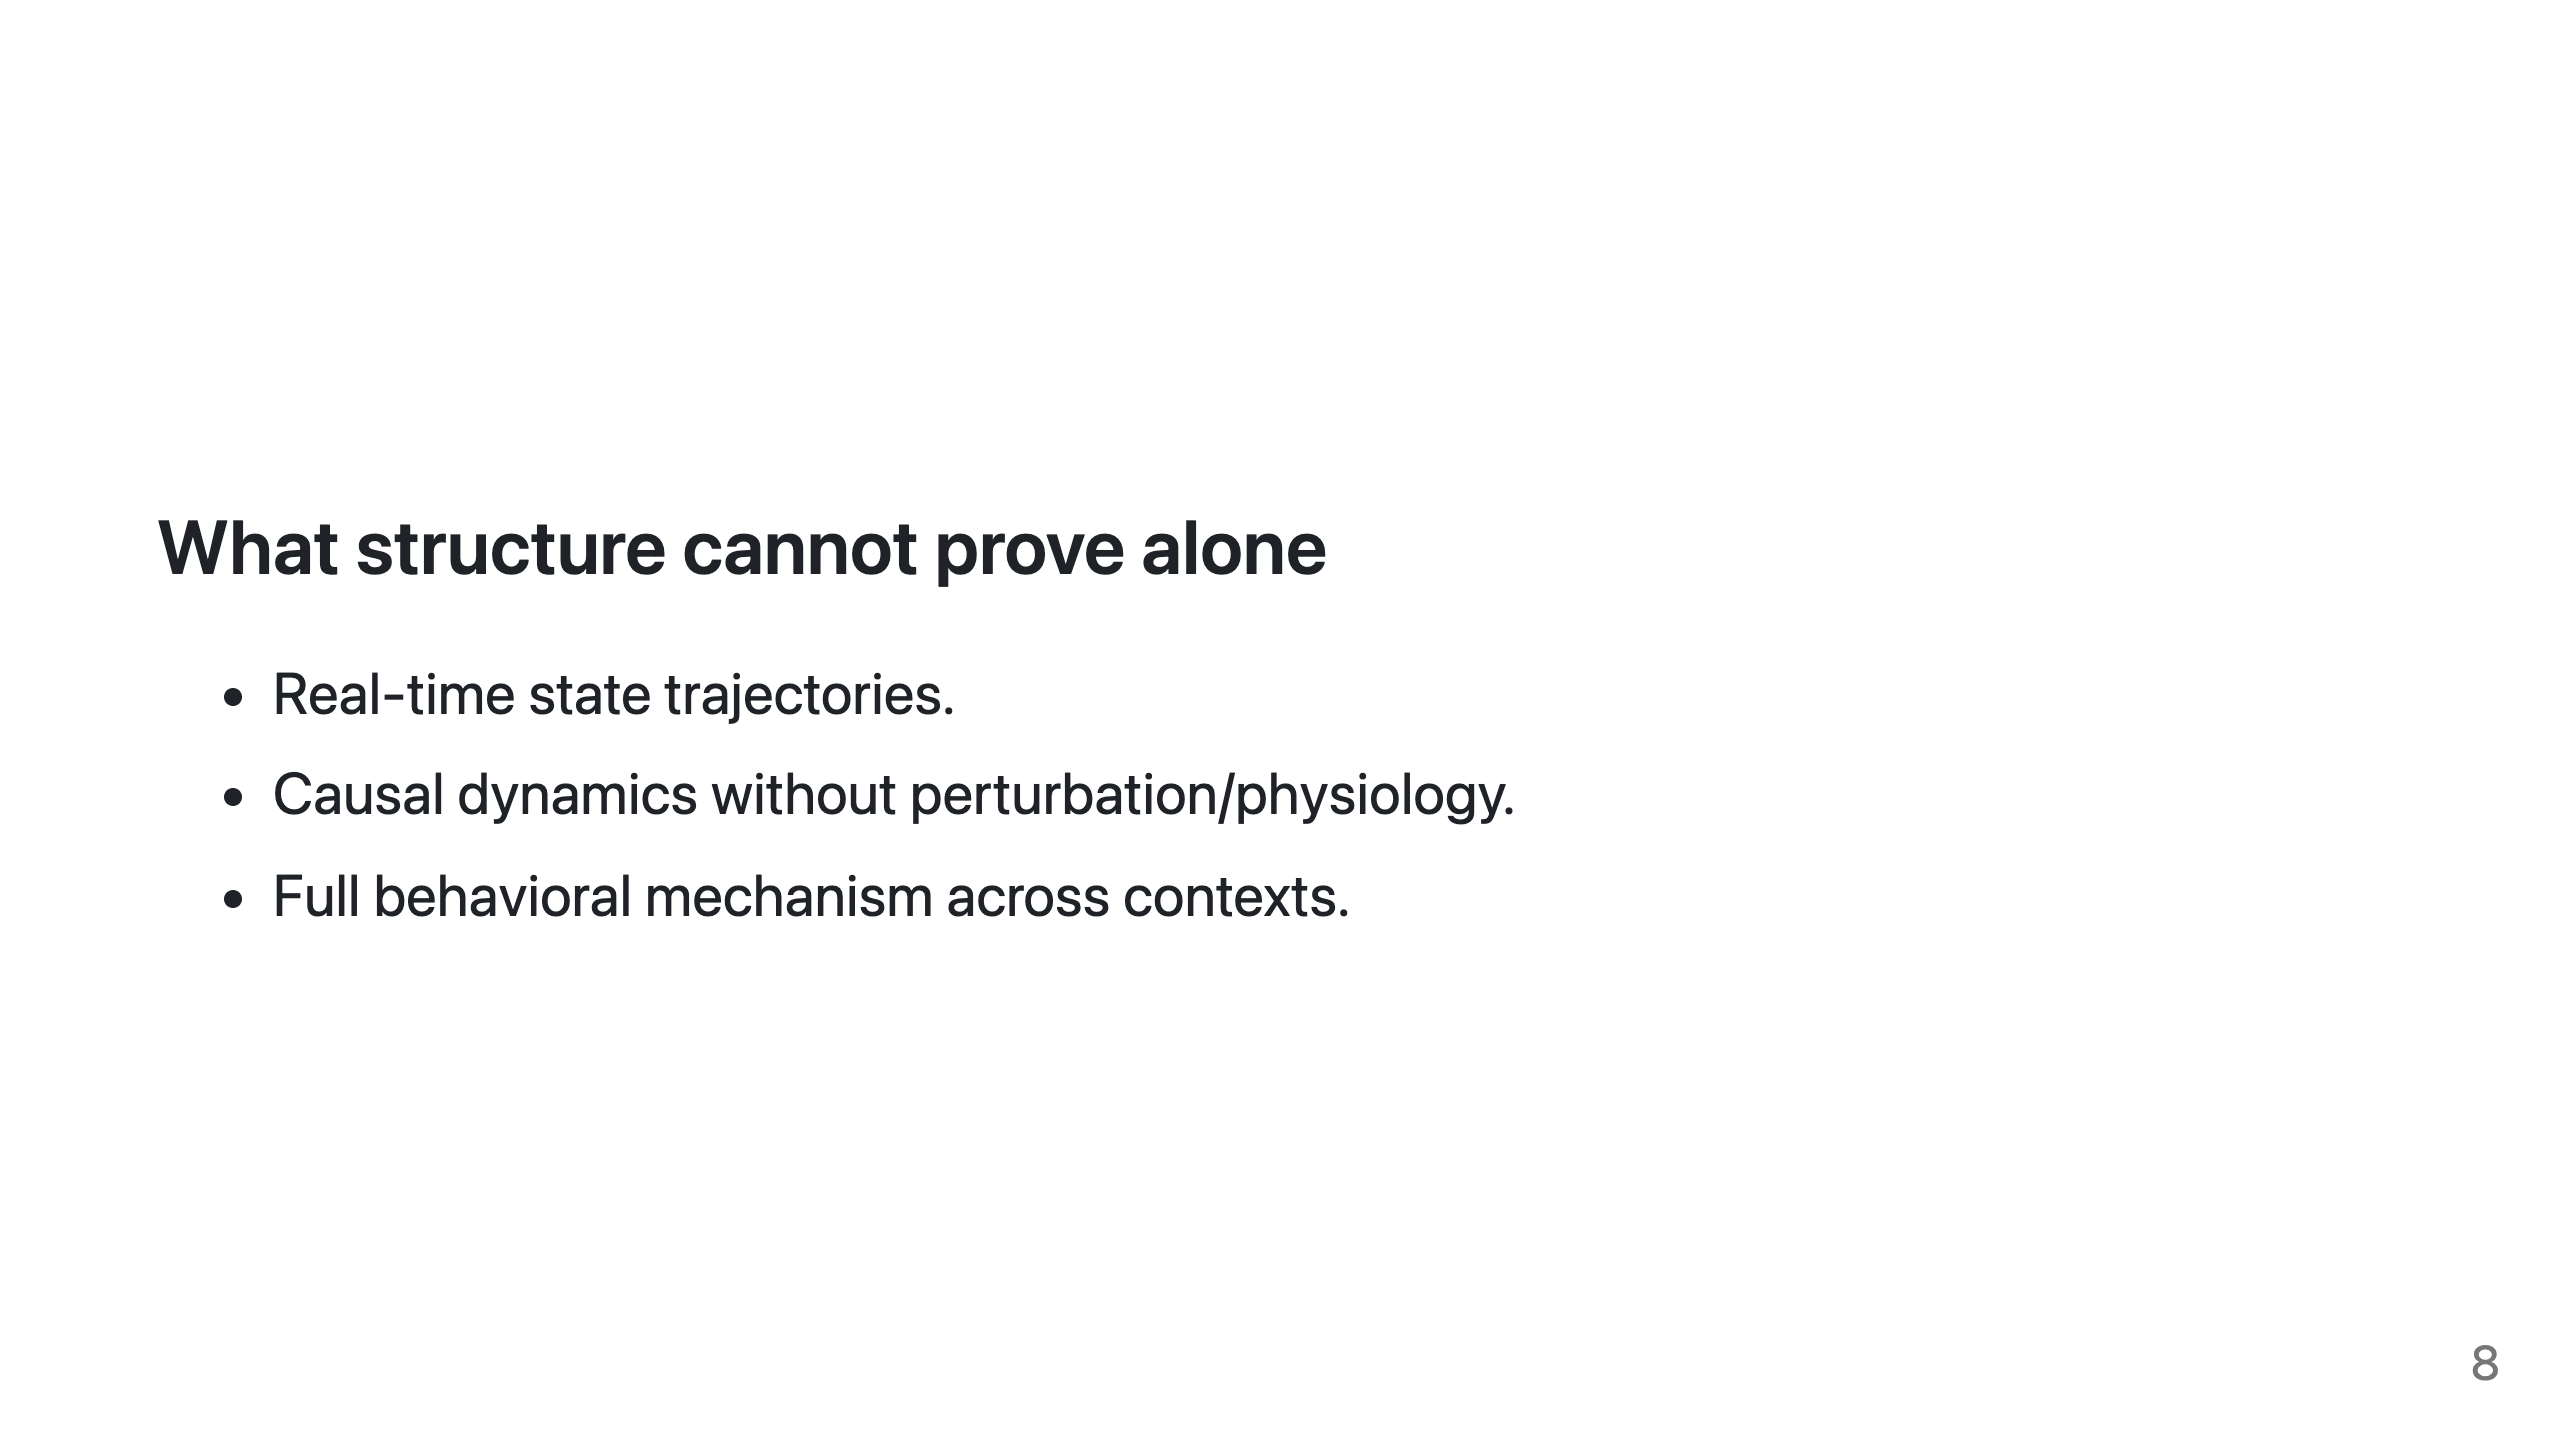 What structure cannot prove alone
• Real-time state trajectories.
• Causal dynamics without perturbation/physiology.
• Full behavioral mechanism across contexts.
8